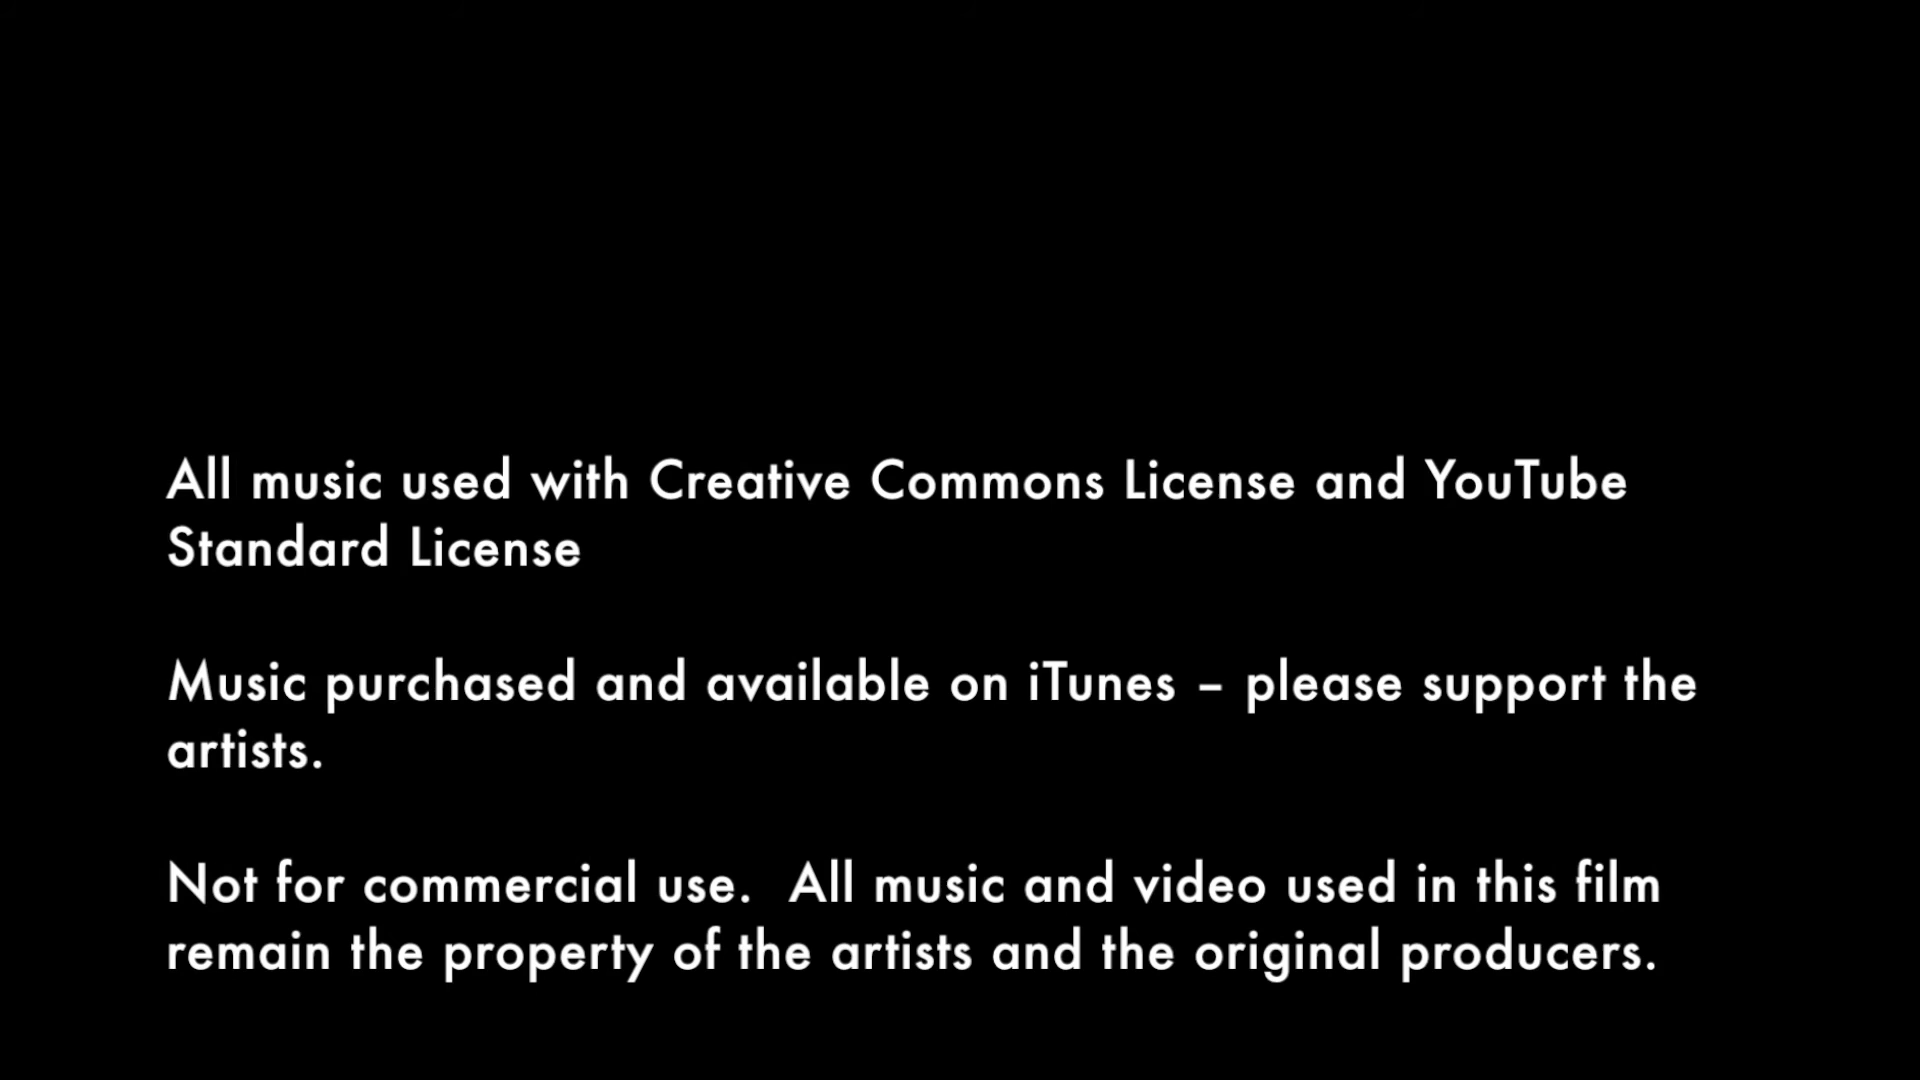 All music used with Creative Commons License and YouTube
Standard License
Music purchased and available on iTunes – please support the
artists.
Not for commercial use.  All music and video used in this film
remain the property of the artists and the original producers.